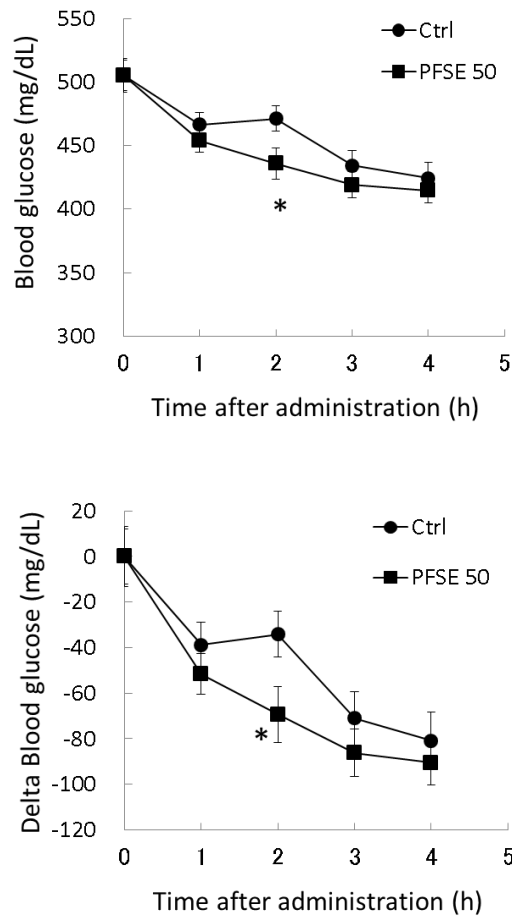 550
500
450
400
350
300
Blood glucose (mg/dL)
Ctrl
PFSE 50
*
0 1 2 3 4
Time after administration (h)
20
0
-20
-40
-60
-80
-100
-120
Delta Blood glucose (mg/dL)
Ctrl
PFSE 50
*
0 1 2 3 4
Time after administration (h)